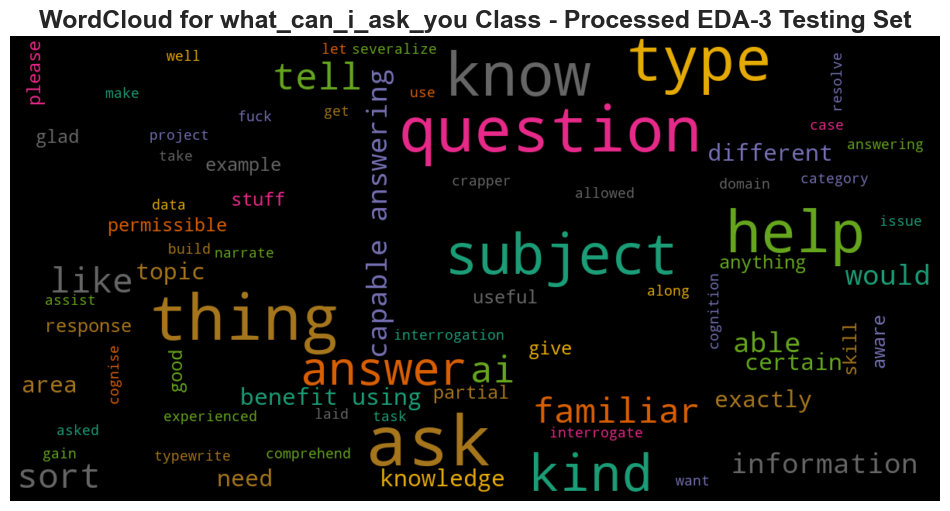 WordCloud for what_can_i_ask_you Class - Processed EDA-3 Testing Set
please
well
let
severalize
tell
know
type
resolve
make
use
get
fuck
question
case
glad
project
take
example
different
answering
crapper
allowed
domain
category
stuff
data
permissible
capable answering
help
issue
build
narrate
subject
anything
like
topic
would
assist
useful
along
thing
response
interrogation
cognition
able
skill
aware
give
certain
good
cognise
answer
ai
area
benefit using
partial
exactly
experienced
laid
task
familiar
asked
ask
interrogate
gain
typewrite
comprehend
sort
need
knowledge
kind
want
information